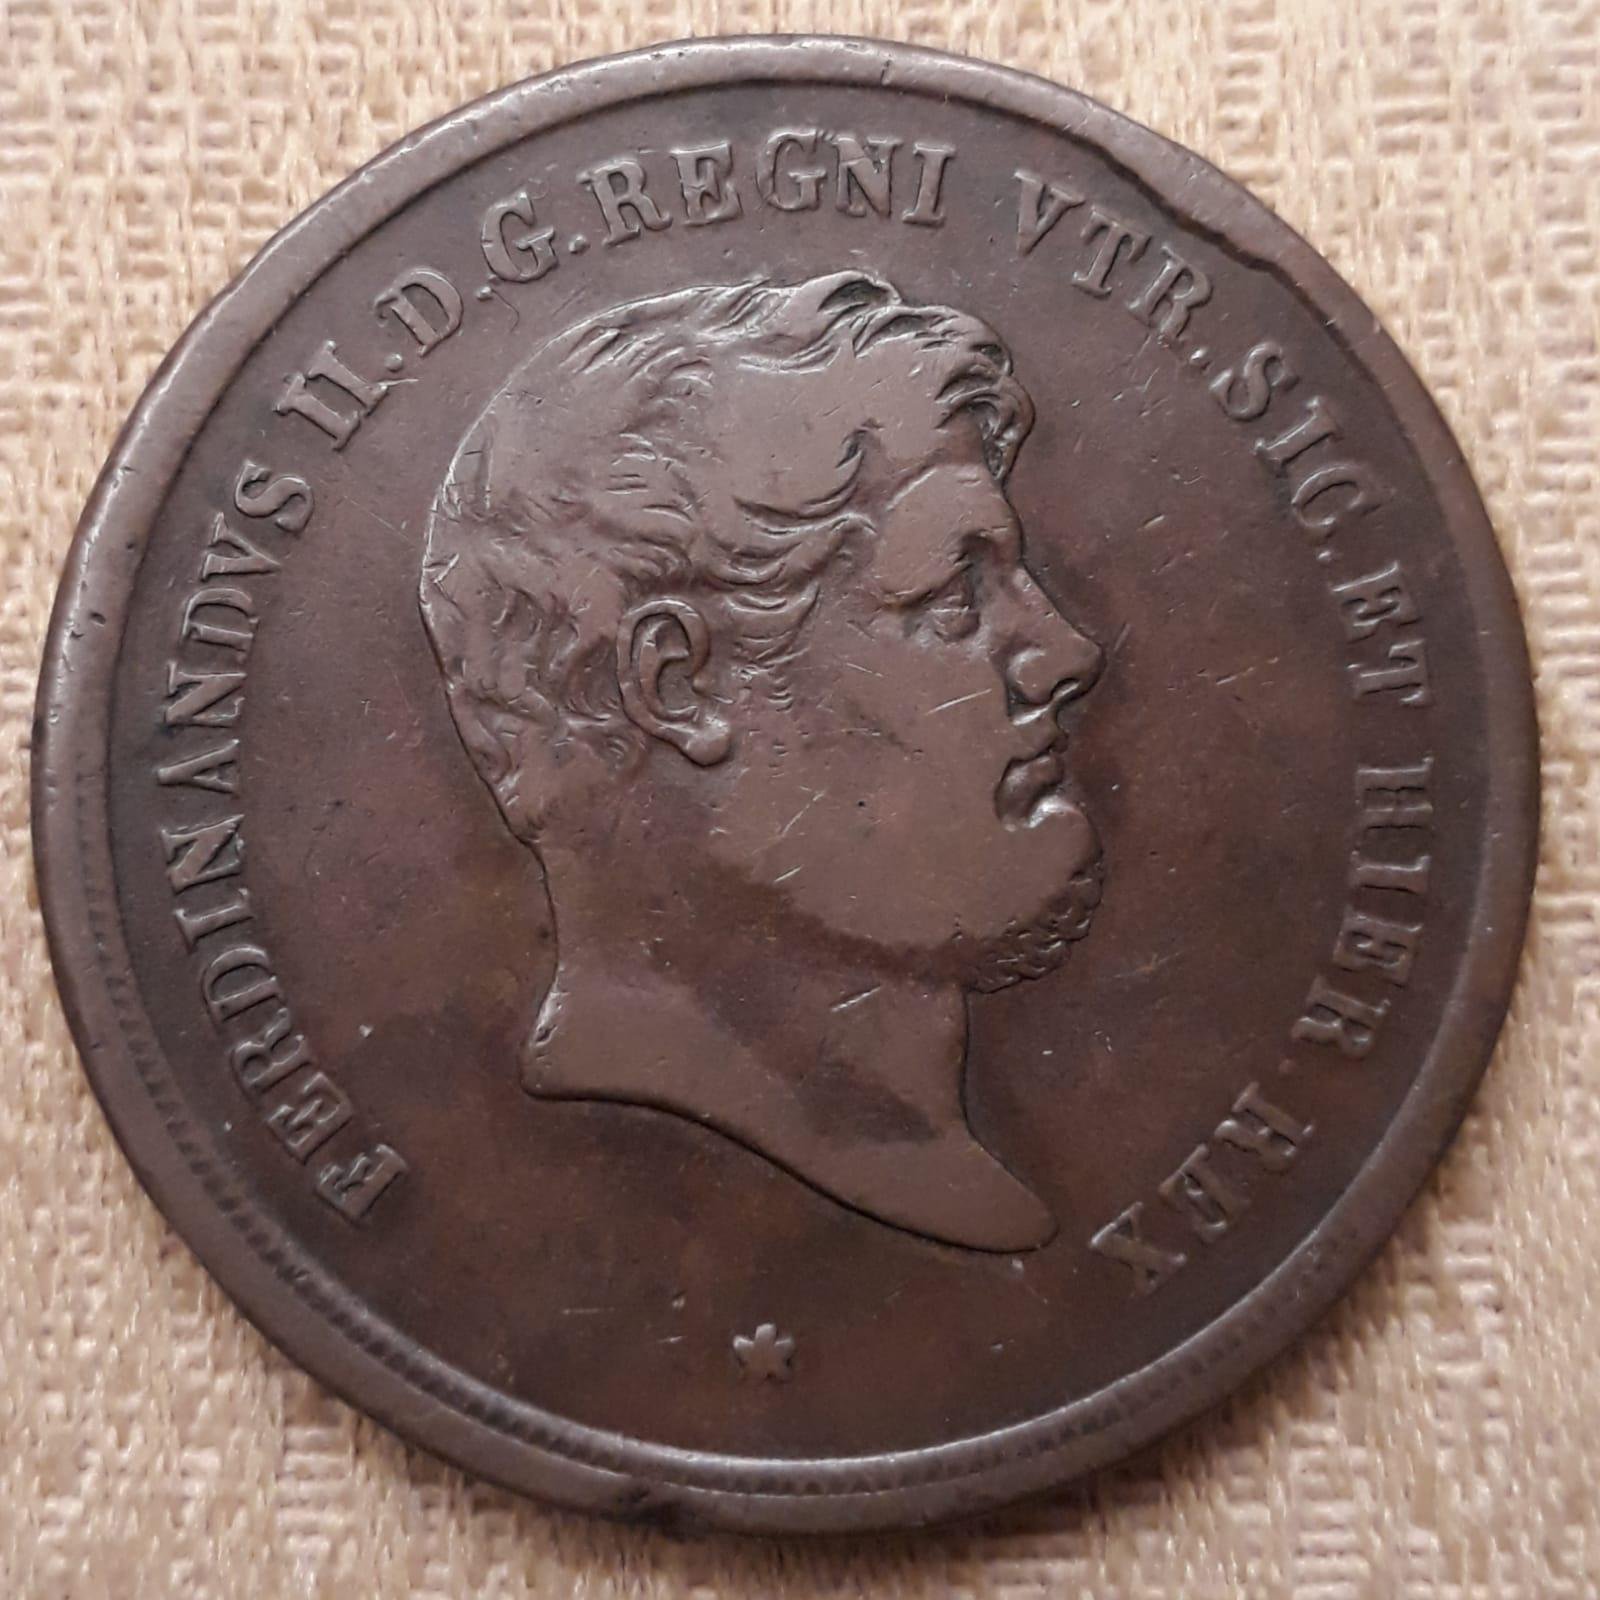 FERDINANDVS II.D.G.REGNI VTR.SIC.ET HIER.REX